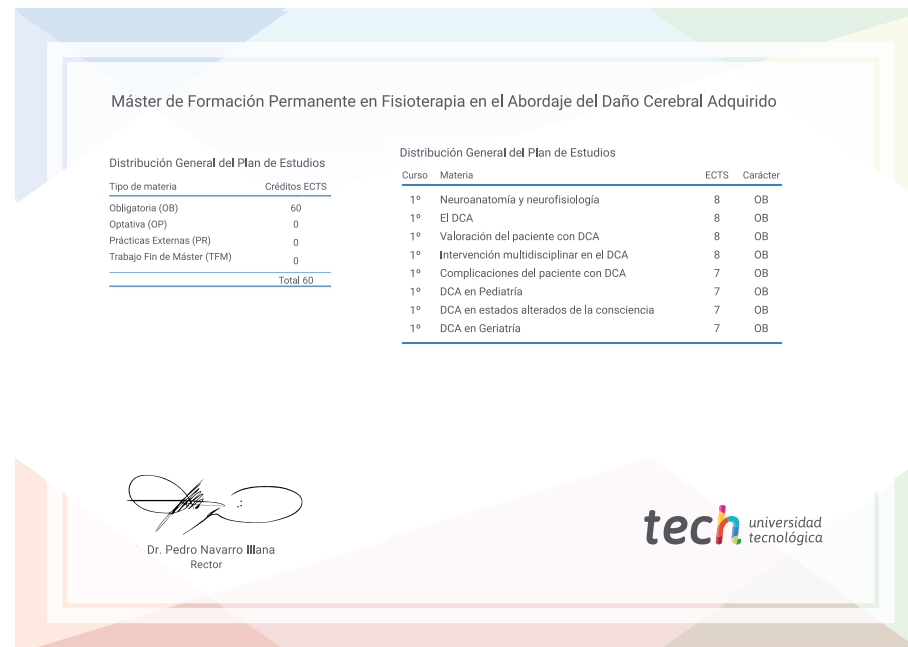 Máster de Formación Permanente en Fisioterapia en el Abordaje del Daño Cerebral Adquirido
Distribución General del Plan de Estudios
Tipo de materia Créditos ECTS
Obligatoria (OB) 60
Optativa (OP) 0
Prácticas Externas (PR) 0
Trabajo Fin de Máster (TFM) 0
Total 60
Distribución General del Plan de Estudios
Curso Materia ECTS Carácter
1º Neuroanatomía y neurofisiología 8 OB
1º El DCA 8 OB
1º Valoración del paciente con DCA 8 OB
1º Intervención multidisciplinar en el DCA 8 OB
1º Complicaciones del paciente con DCA 7 OB
1º DCA en Pediatría 7 OB
1º DCA en estados alterados de la consciencia 7 OB
1º DCA en Geriatría 7 OB
Dr. Pedro Navarro Illana
Rector
tech universidad
tecnológica